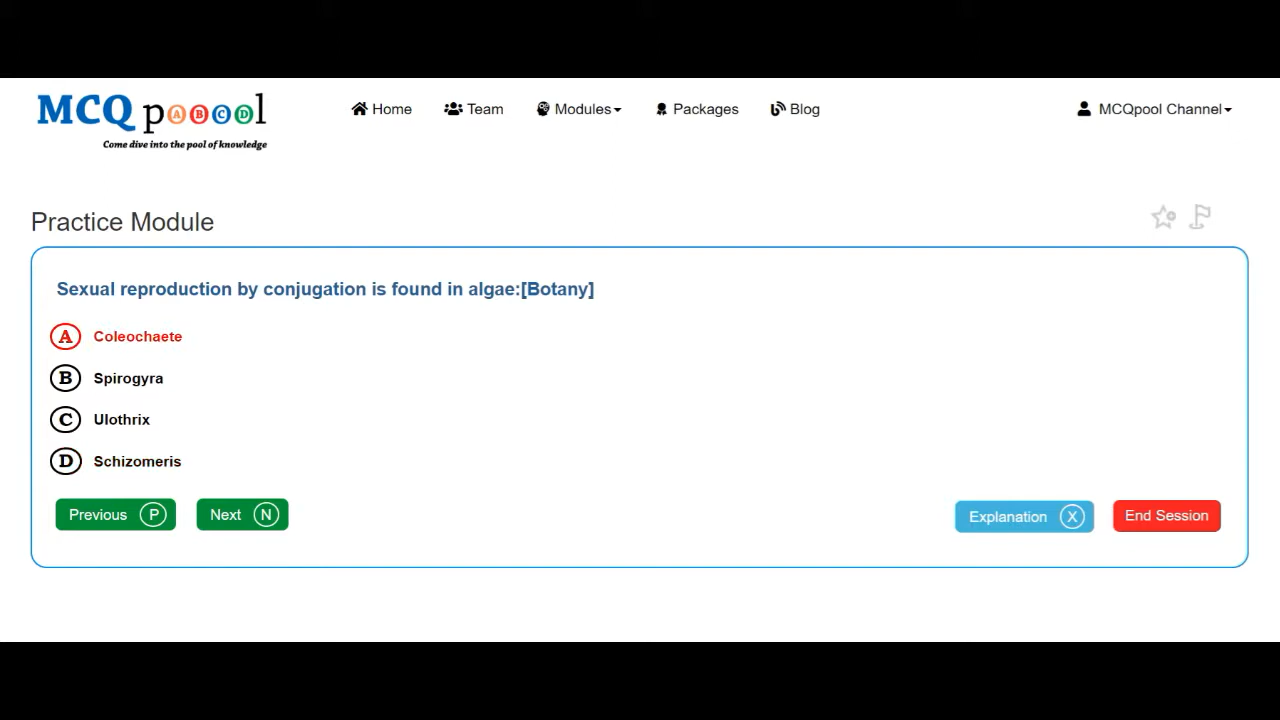 MCQ pABCDl
Come dive into the pool of knowledge
Home Team Modules Packages Blog MCQpool Channel
Practice Module
Sexual reproduction by conjugation is found in algae:[Botany]
A Coleochaete
B Spirogyra
C Ulothrix
D Schizomeris
Previous P Next N Explanation X End Session